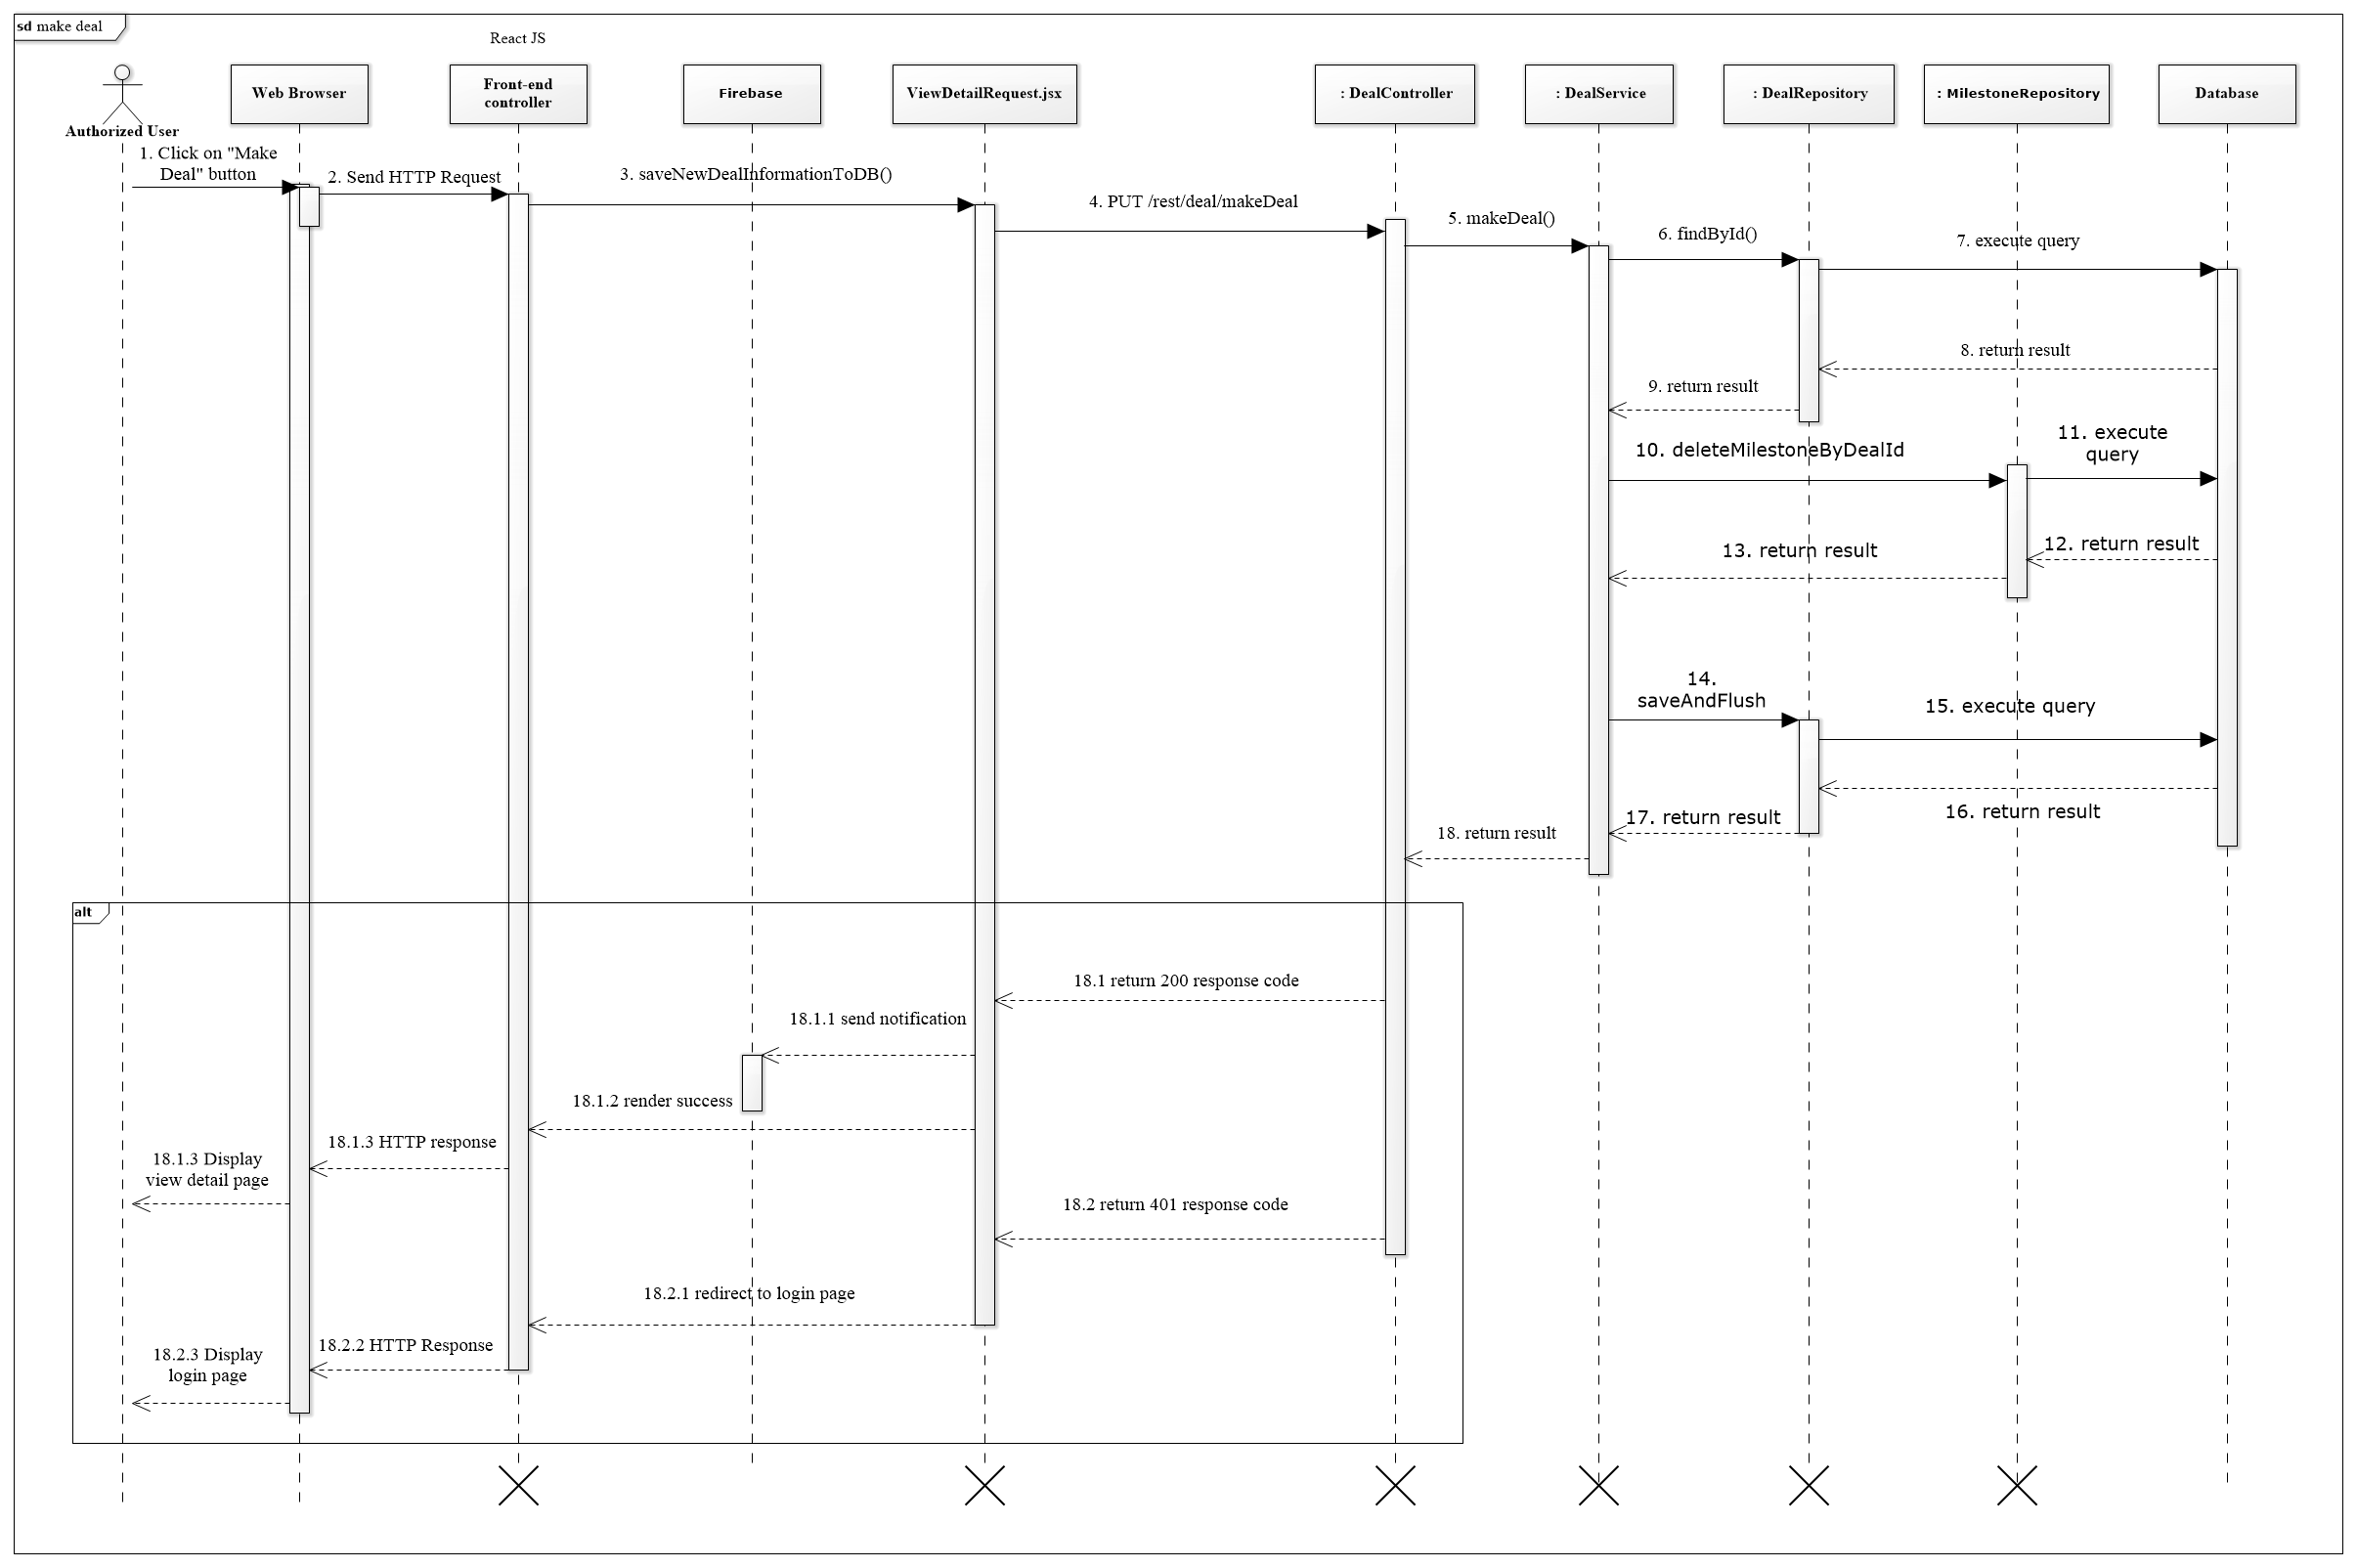 sd make deal
React JS
Authorized User
Web Browser
Front-end
controller
Firebase
ViewDetailRequest.jsx
: DealController
: DealService
: DealRepository
: MilestoneRepository
Database
1. Click on "Make
Deal" button
2. Send HTTP Request
3. saveNewDealInformationToDB()
4. PUT /rest/deal/makeDeal
5. makeDeal()
6. findById()
7. execute query
8. return result
9. return result
10. deleteMilestoneByDealId
11. execute
query
12. return result
13. return result
14.
saveAndFlush
15. execute query
16. return result
17. return result
18. return result
alt
18.1 return 200 response code
18.1.1 send notification
18.1.2 render success
18.1.3 HTTP response
18.1.3 Display
view detail page
18.2 return 401 response code
18.2.1 redirect to login page
18.2.2 HTTP Response
18.2.3 Display
login page